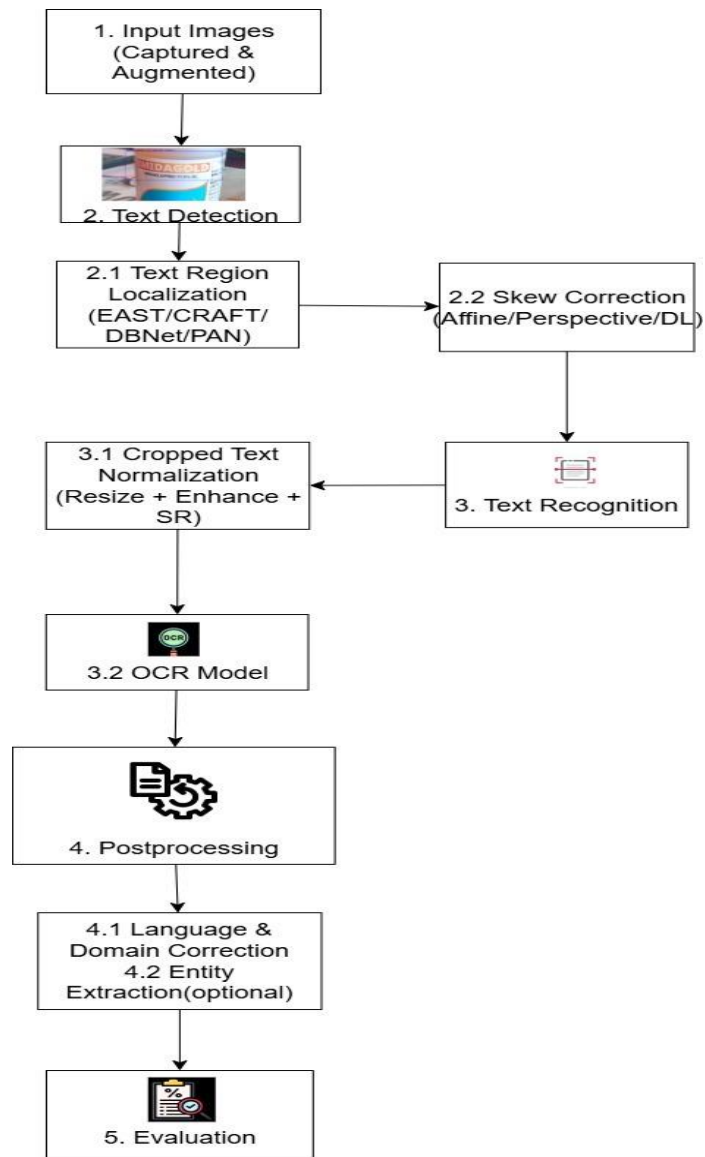 1. Input Images
(Captured &
Augmented)
MIDAGOLD
2. Text Detection
2.1 Text Region
Localization
(EAST/CRAFT/
DBNet/PAN)
2.2 Skew Correction
(Affine/Perspective/DL)
3. Text Recognition
3.1 Cropped Text
Normalization
(Resize + Enhance +
SR)
OCR
3.2 OCR Model
4. Postprocessing
4.1 Language &
Domain Correction
4.2 Entity
Extraction(optional)
%
5. Evaluation